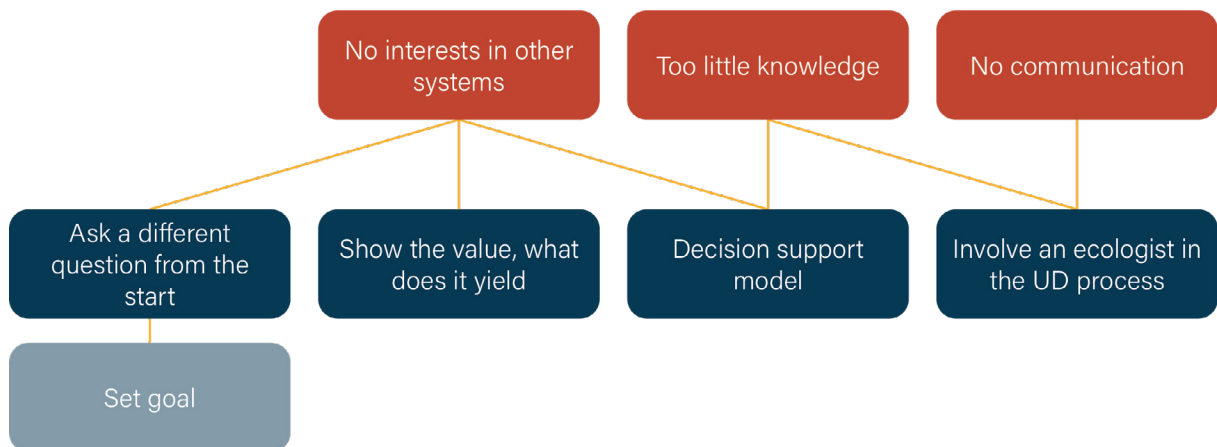 No interests in other
systems
Too little knowledge
No communication
Ask a different
question from the
start
Show the value, what
does it yield
Decision support
model
Involve an ecologist in
the UD process
Set goal